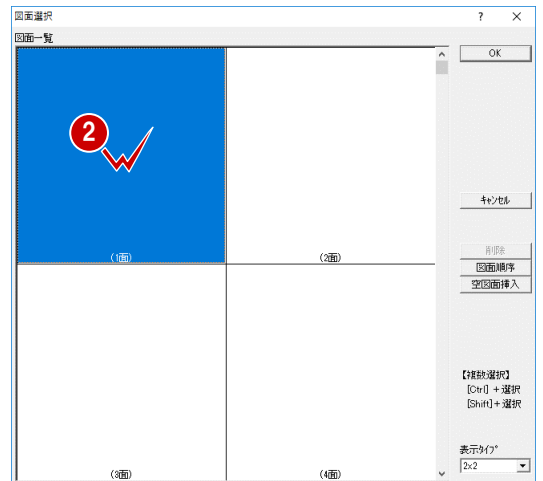 図面選択
? ×
図面一覧
OK
2
キャンセル
(1面)
(2面)
削除
図面順序
空図面挿入
【複数選択】
[Ctrl] + 選択
[Shift] + 選択
(3面)
(4面)
表示タイプ
2x2